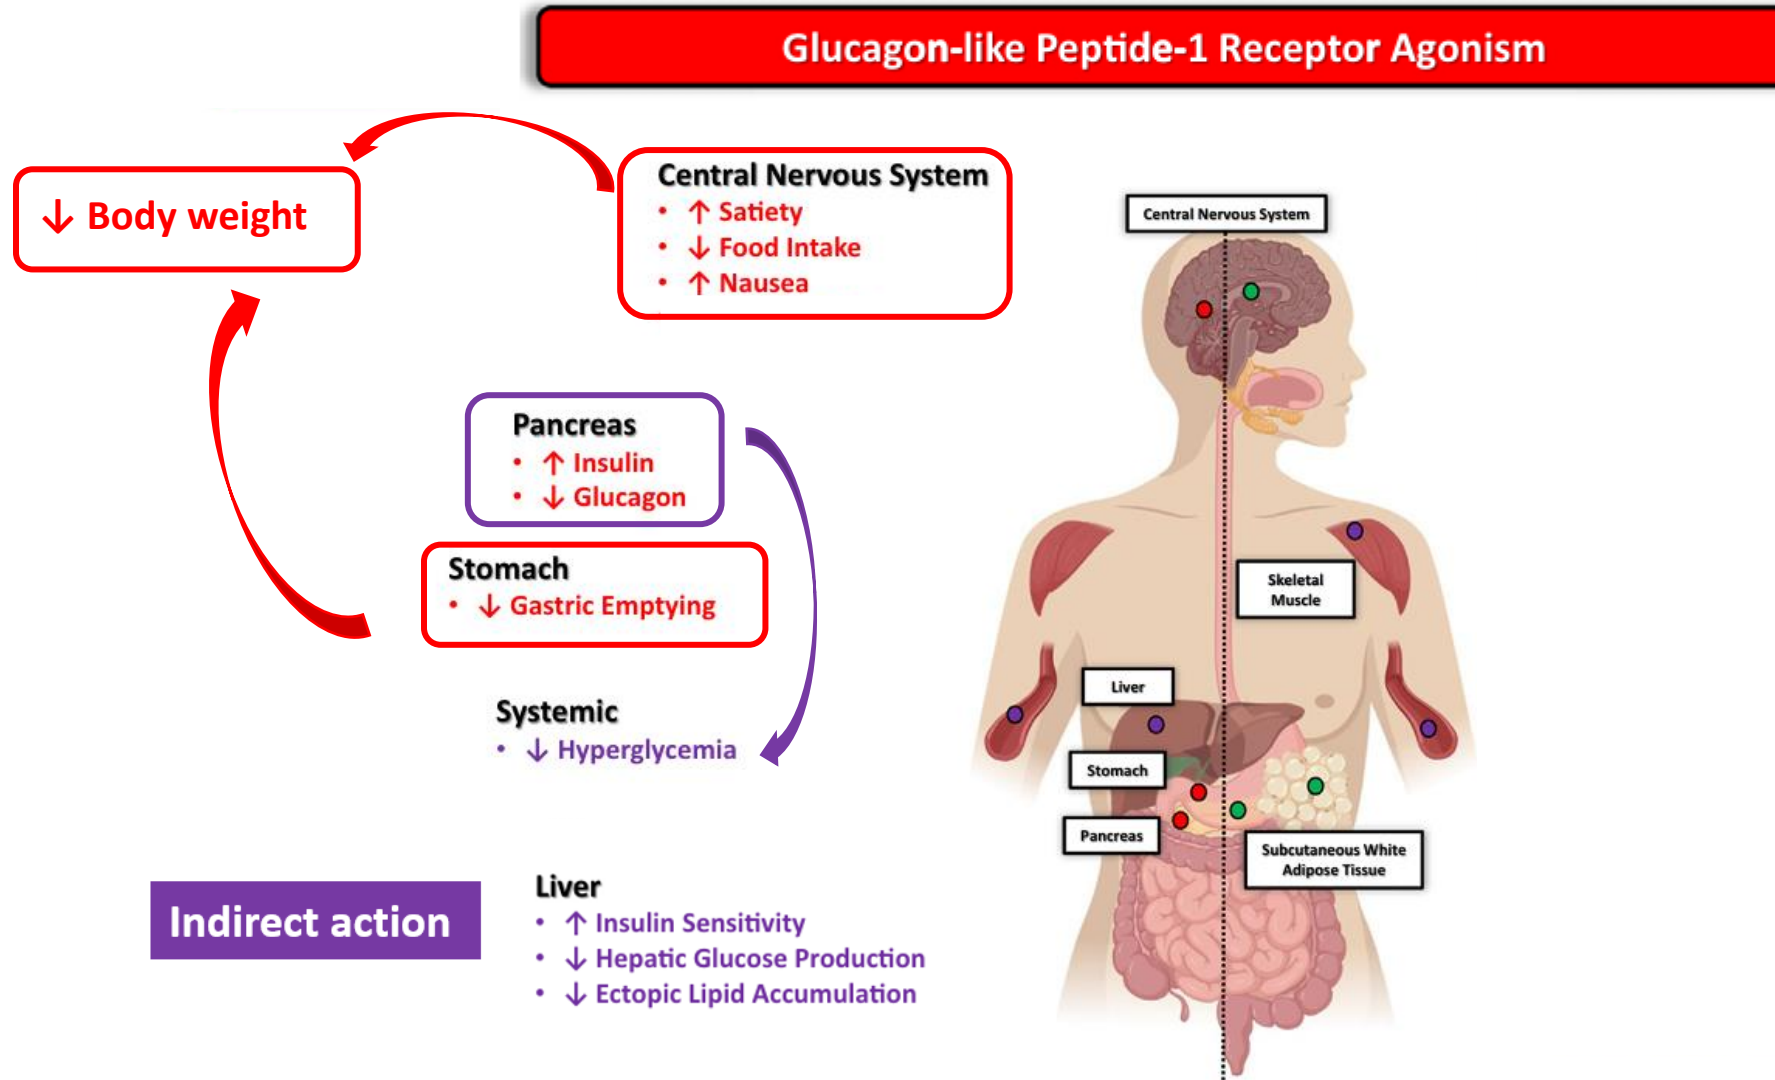 Glucagon-like Peptide-1 Receptor Agonism
↓ Body weight
Central Nervous System
• ↑ Satiety
• ↓ Food Intake
• ↑ Nausea
Pancreas
• ↑ Insulin
• ↓ Glucagon
Stomach
• ↓ Gastric Emptying
Systemic
• ↓ Hyperglycemia
Indirect action
Liver
• ↑ Insulin Sensitivity
• ↓ Hepatic Glucose Production
• ↓ Ectopic Lipid Accumulation
Central Nervous System
Skeletal
Muscle
Liver
Stomach
Pancreas
Subcutaneous White
Adipose Tissue